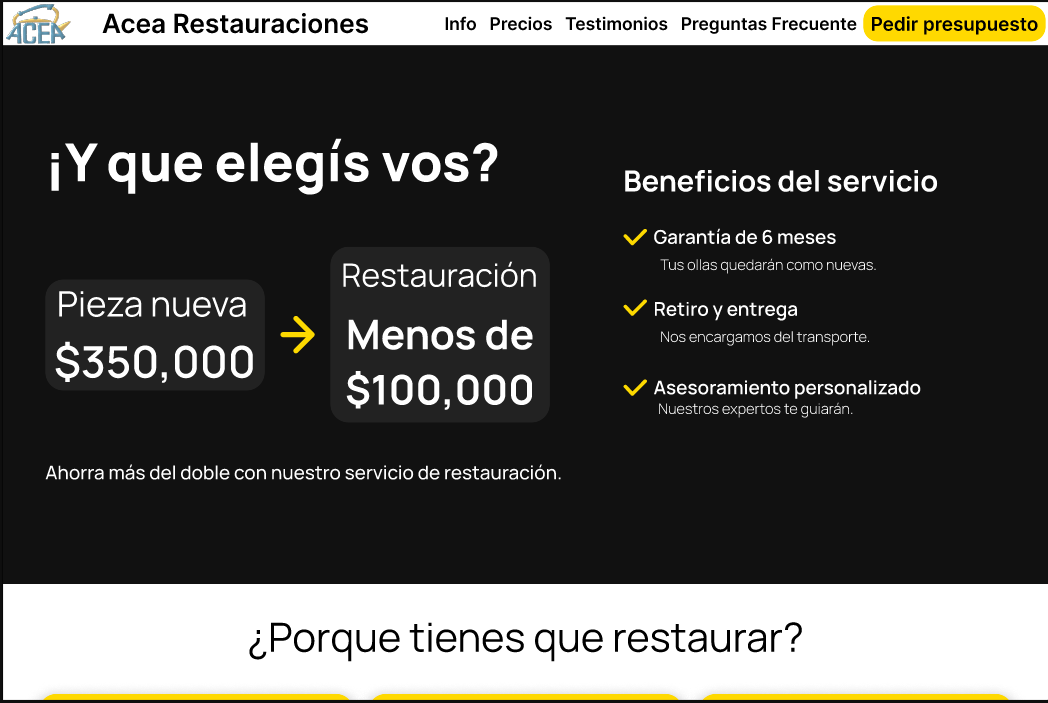 ACEA
Acea Restauraciones
Info Precios Testimonios Preguntas Frecuente Pedir presupuesto
¡Y que elegís vos?
Pieza nueva
$350,000
Restauración
Menos de
$100,000
Ahorra más del doble con nuestro servicio de restauración.
Beneficios del servicio
Garantía de 6 meses
Tus ollas quedarán como nuevas.
Retiro y entrega
Nos encargamos del transporte.
Asesoramiento personalizado
Nuestros expertos te guiarán.
¿Porque tienes que restaurar?